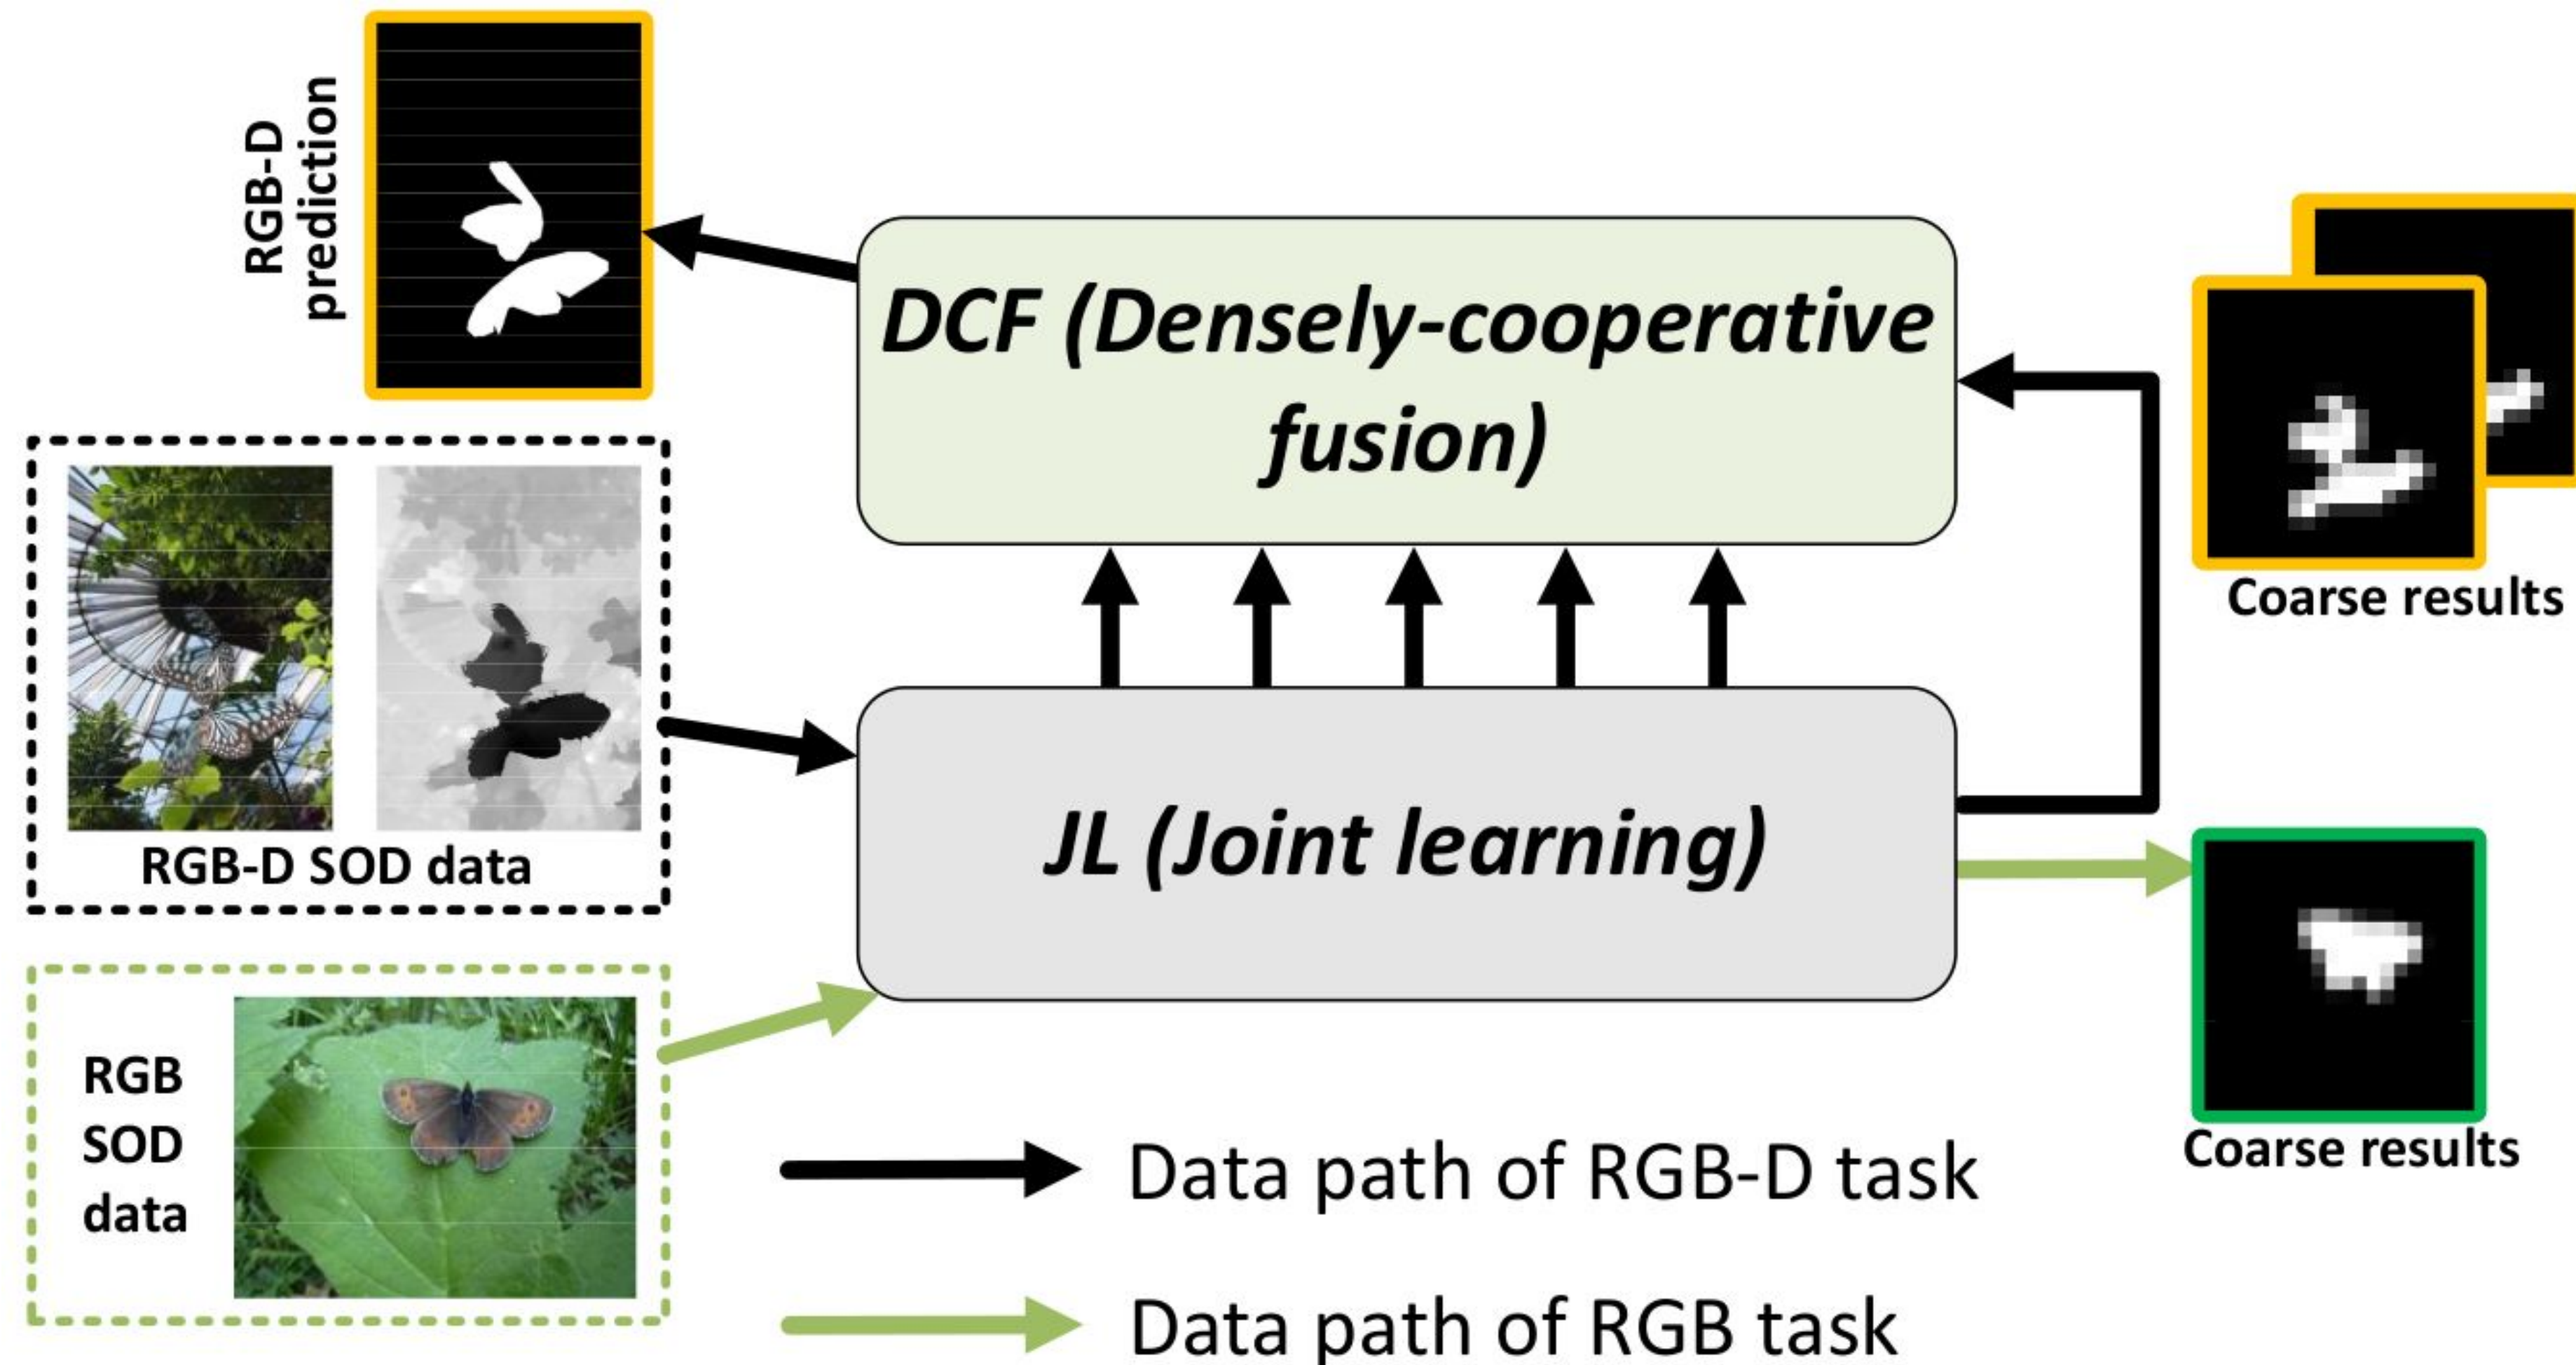 RGB-D
prediction
DCF (Densely-cooperative
fusion)
Coarse results
RGB-D SOD data
JL (Joint learning)
RGB
SOD
data
Coarse results
Data path of RGB-D task
Data path of RGB task